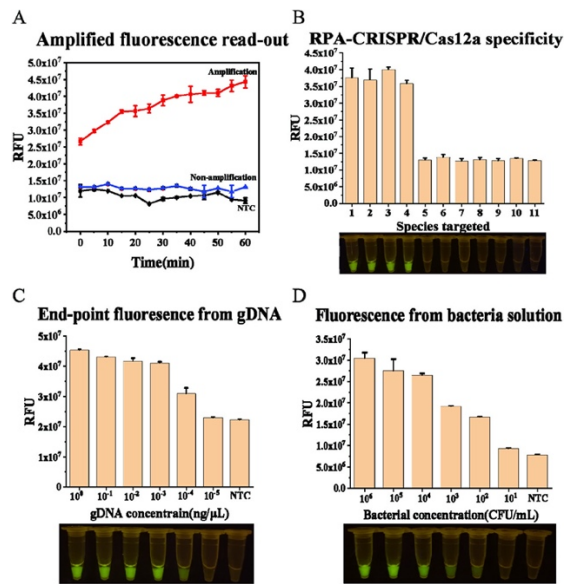 A
Amplified fluorescence read-out
RFU
5.0x10⁷
4.5x10⁷
4.0x10⁷
3.5x10⁷
3.0x10⁷
2.5x10⁷
2.0x10⁷
1.5x10⁷
1.0x10⁷
5.0x10⁶
0.0
Amplification
Non-amplification
NTC
0 10 20 30 40 50 60
Time(min)
B
RPA-CRISPR/Cas12a specificity
RFU
4.5x10⁷
4.0x10⁷
3.5x10⁷
3.0x10⁷
2.5x10⁷
2.0x10⁷
1.5x10⁷
1.0x10⁷
5.0x10⁶
0.0
1 2 3 4 5 6 7 8 9 10 11
Species targeted
C
End-point fluoresence from gDNA
RFU
5x10⁷
4x10⁷
3x10⁷
2x10⁷
1x10⁷
0
10⁰ 10⁻¹ 10⁻² 10⁻³ 10⁻⁴ 10⁻⁵ NTC
gDNA concentrain(ng/μL)
D
Fluorescence from bacteria solution
RFU
3.5x10⁷
3.0x10⁷
2.5x10⁷
2.0x10⁷
1.5x10⁷
1.0x10⁷
5.0x10⁶
0.0
10⁶ 10⁵ 10⁴ 10³ 10² 10¹ NTC
Bacterial concentration(CFU/mL)